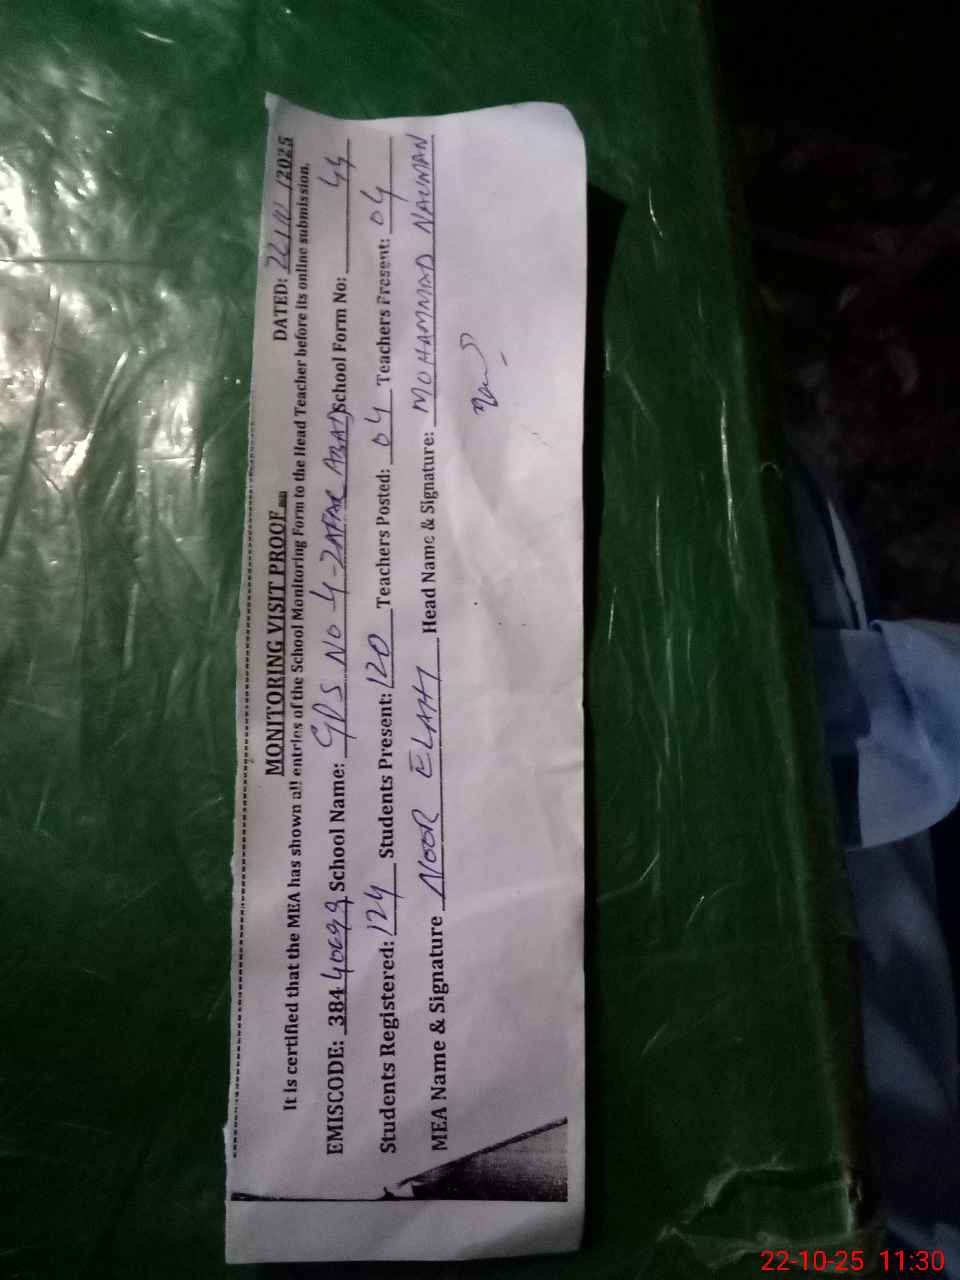 MONITORING VISIT PROOF DATED: 22/10/2025
It is certified that the MEA has shown all entries of the School Monitoring Form to the Head Teacher before its online submission.
EMISCODE: 38440699 School Name: GPS NO 4-ZAFAR ABAD School Form No: 44
Students Registered: 124 Students Present: 120 Teachers Posted: 04 Teachers Present: 04
MEA Name & Signature NOOR ELAHI Head Name & Signature: MOHAMMAD NAUMAN
22-10-25 11:30